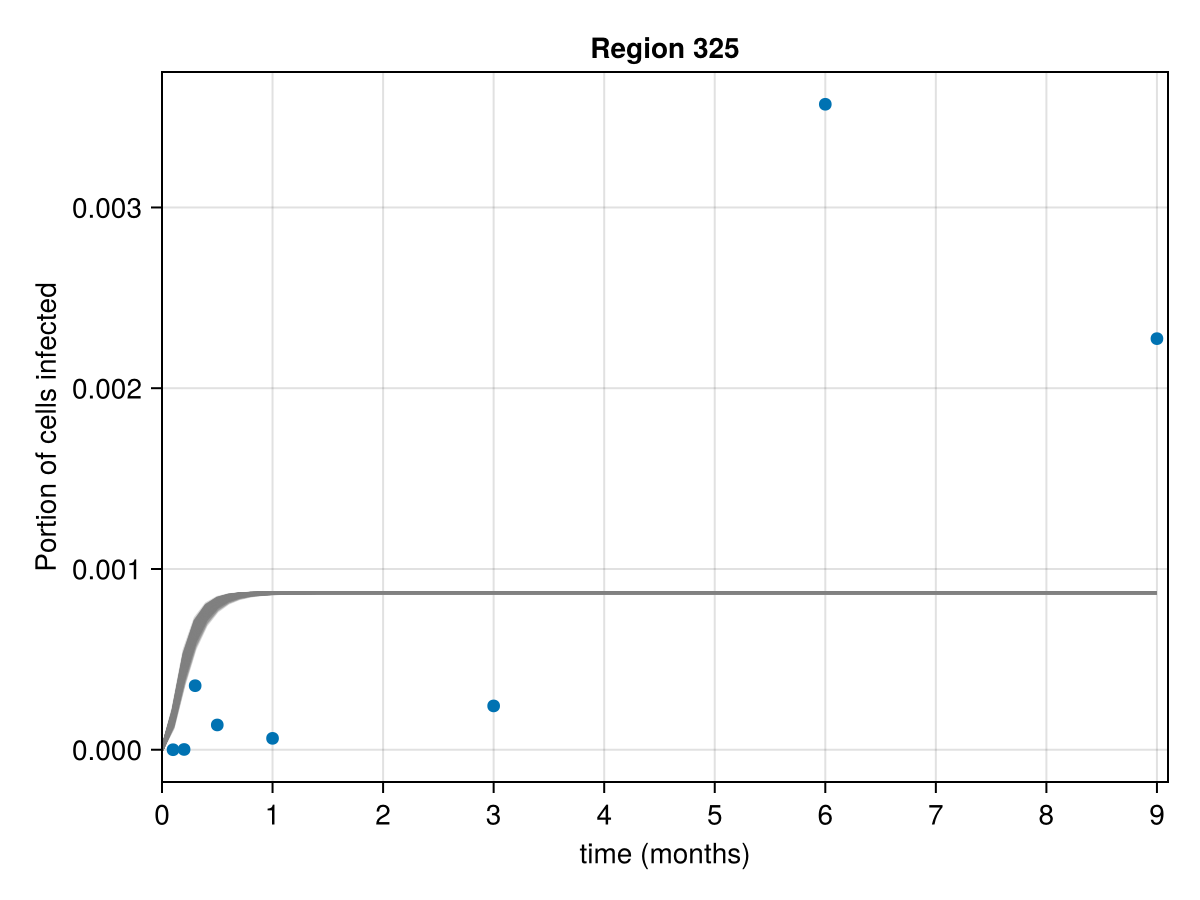 Region 325
Portion of cells infected
0.003
0.002
0.001
0.000
0 1 2 3 4 5 6 7 8 9
time (months)